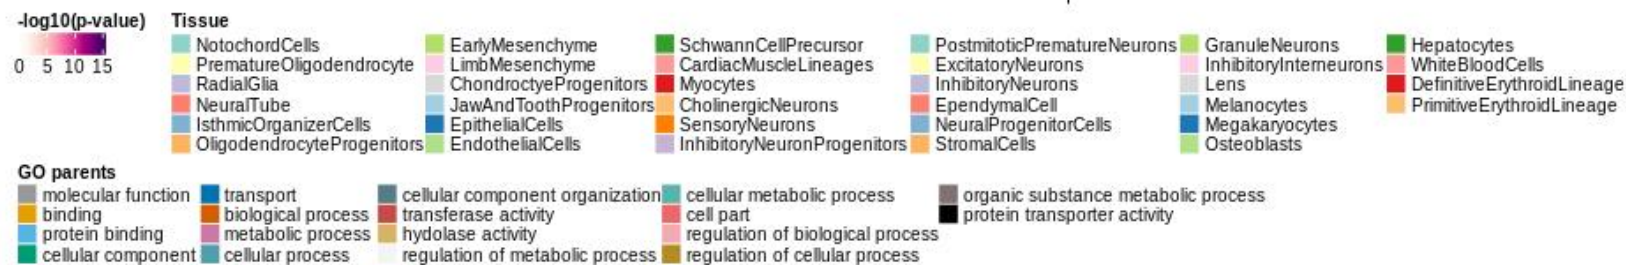 -log10(p-value) Tissue
NotochordCells EarlyMesenchyme SchwannCellPrecursor PostmitoticPrematureNeurons GranuleNeurons Hepatocytes
PrematureOligodendrocyte LimbMesenchyme CardiacMuscleLineages ExcitatoryNeurons InhibitoryInterneurons WhiteBloodCells
0 5 10 15
RadialGlia ChondroctyeProgenitors Myocytes InhibitoryNeurons Lens DefinitiveErythroidLineage
NeuralTube JawAndToothProgenitors CholinergicNeurons EpendymalCell Melanocytes PrimitiveErythroidLineage
IsthmicOrganizerCells EpithelialCells SensoryNeurons NeuralProgenitorCells Megakaryocytes
OligodendrocyteProgenitors EndothelialCells InhibitoryNeuronProgenitors StromalCells Osteoblasts
GO parents
molecular function transport cellular component organization cellular metabolic process organic substance metabolic process
binding biological process transferase activity cell part protein transporter activity
protein binding metabolic process hydolase activity regulation of biological process
cellular component cellular process regulation of metabolic process regulation of cellular process